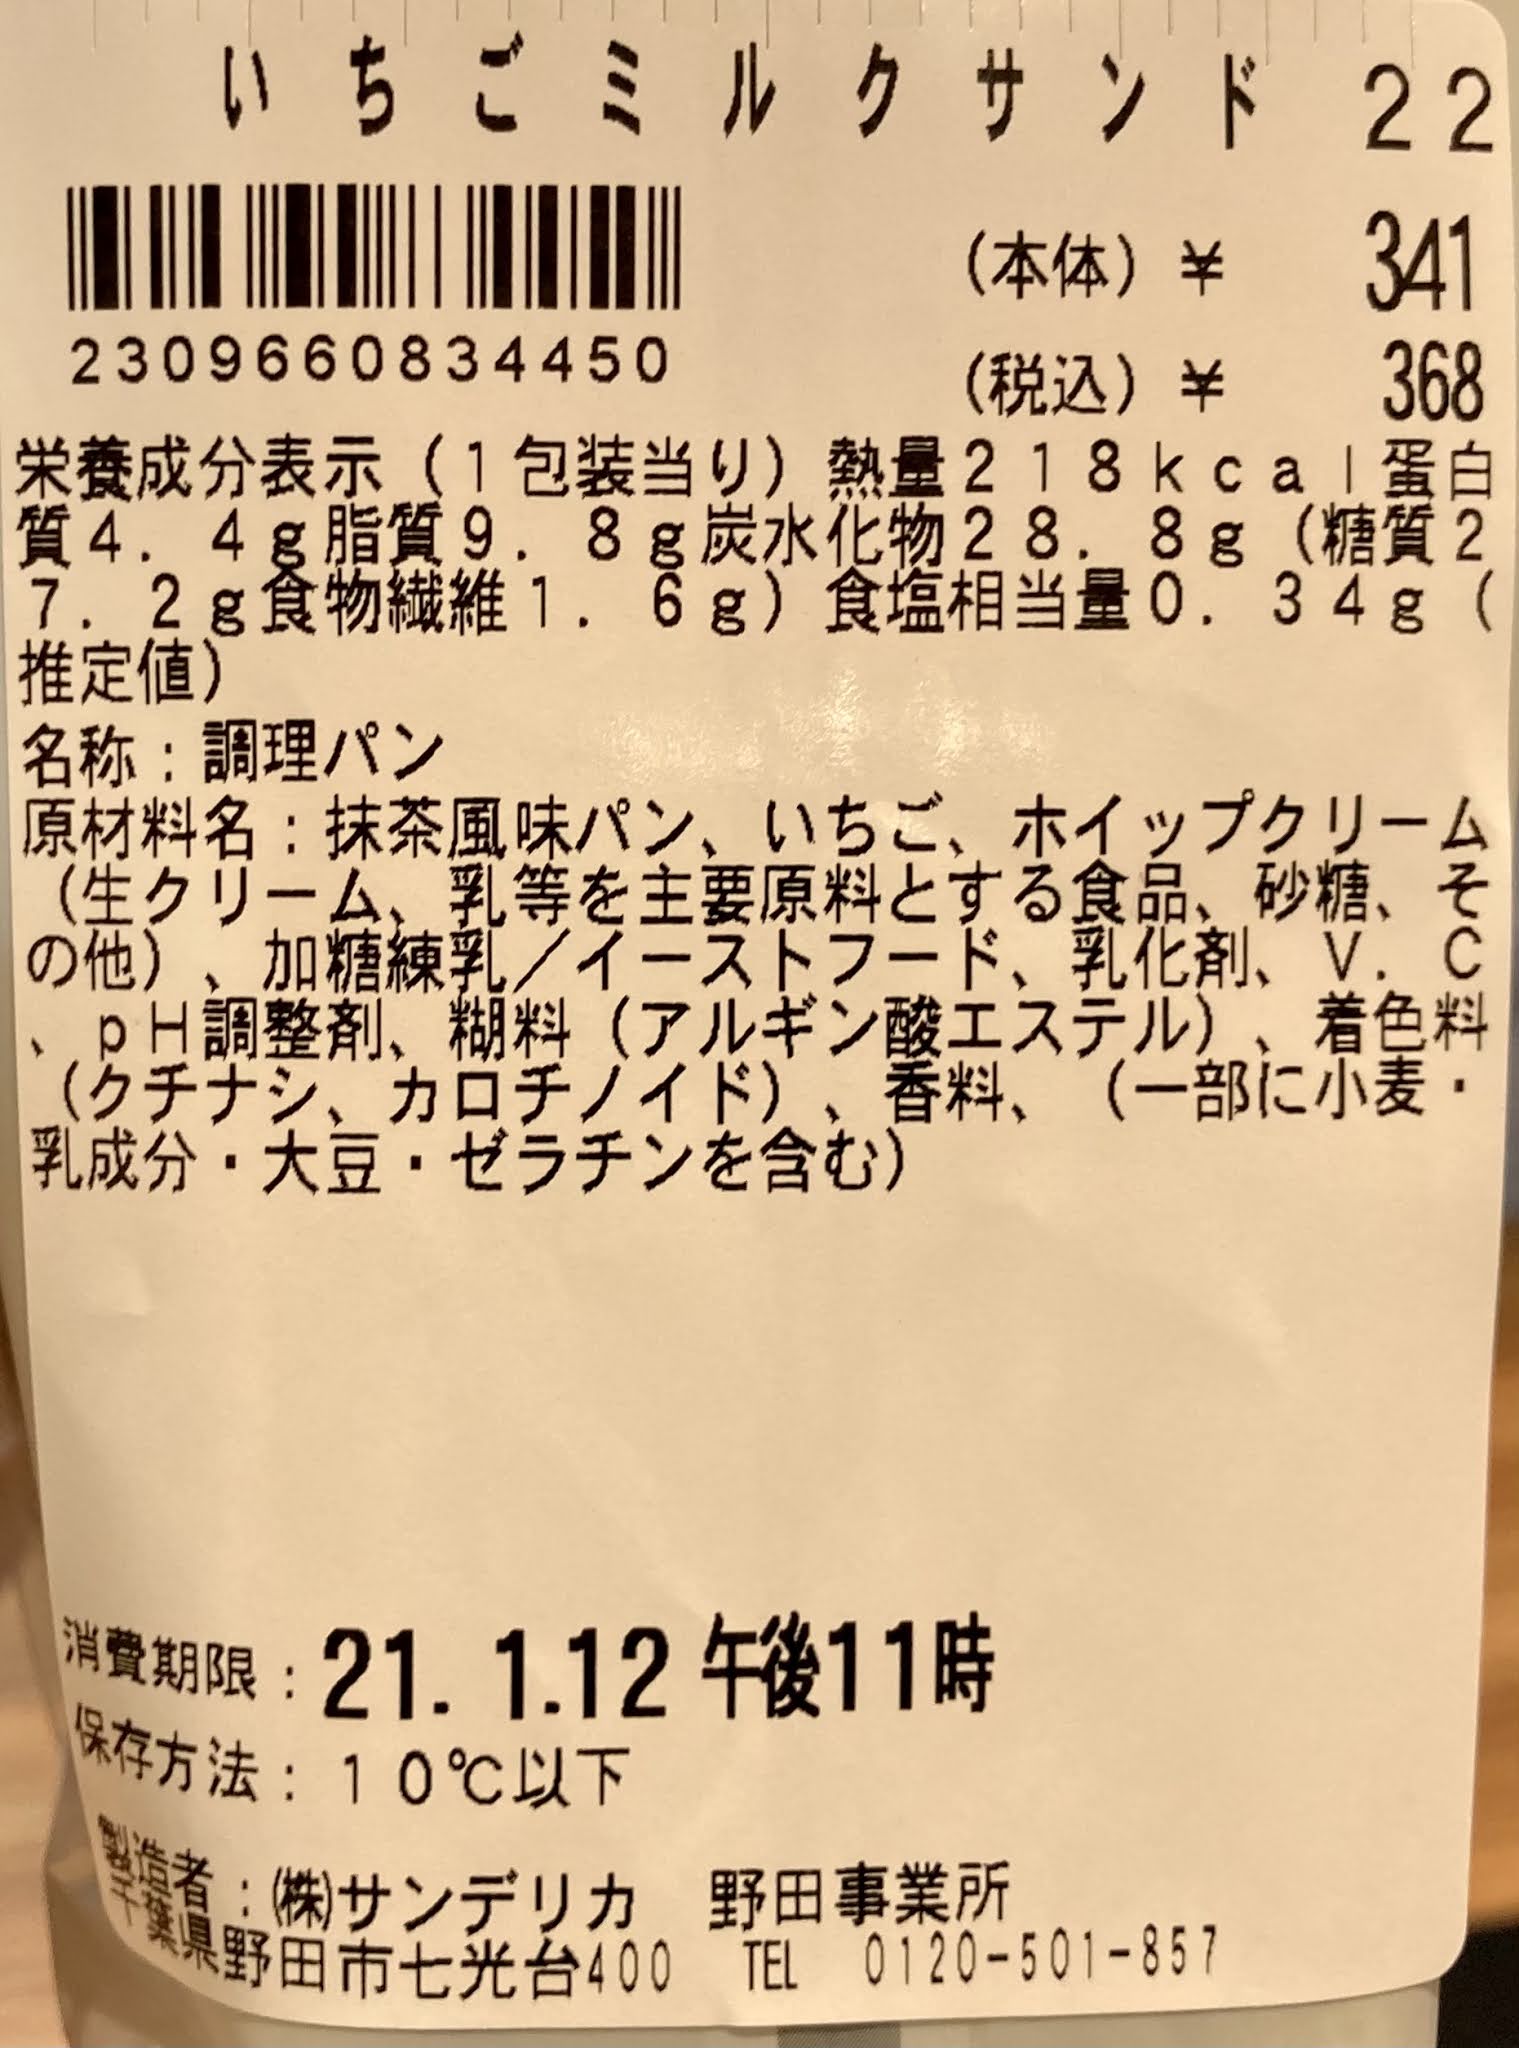 いちごミルクサンド22
(本体)¥ 341
2309660834450
(税込)¥ 368
栄養成分表示(1包装当り)熱量218kcal蛋白
質4.4g脂質9.8g炭水化物28.8g(糖質2
7.2g食物繊維1.6g)食塩相当量0.34g(
推定値)
名称:調理パン
原材料名:抹茶風味パン、いちご、ホイップクリーム
(生クリーム、乳等を主要原料とする食品、砂糖、そ
の他)、加糖練乳/イーストフード、乳化剤、V.C
、pH調整剤、糊料(アルギン酸エステル)、着色料
(クチナシ、カロチノイド)、香料、(一部に小麦・
乳成分・大豆・ゼラチンを含む)
消費期限:21. 1.12 午後11時
保存方法:10℃以下
製造者:(株)サンデリカ 野田事業所
千葉県野田市七光台400 TEL 0120-501-857